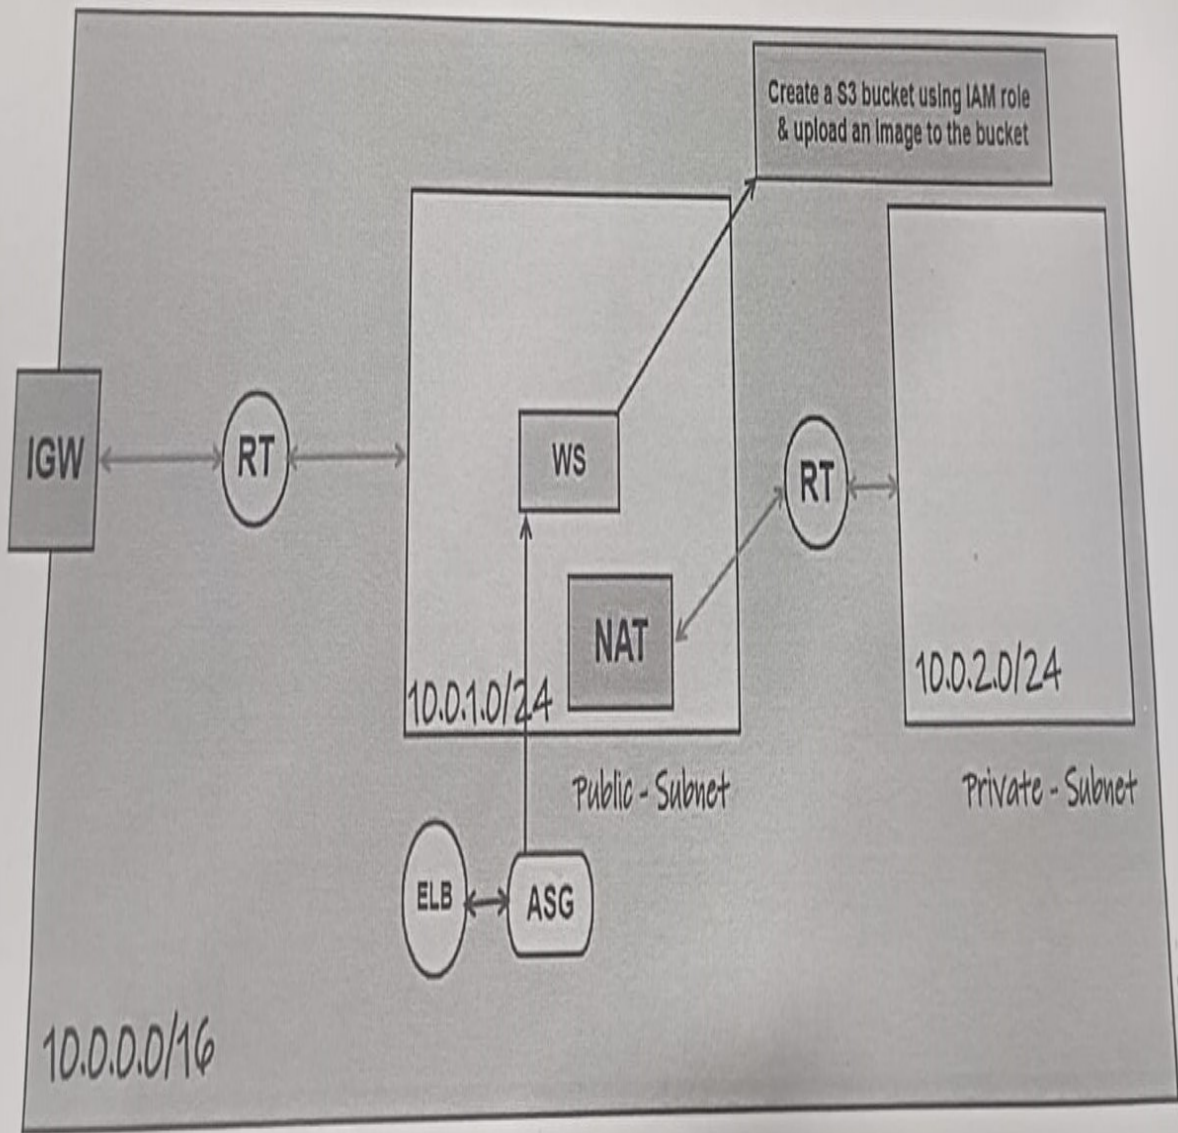 Create a S3 bucket using IAM role
& upload an image to the bucket
IGW
RT
WS
RT
NAT
10.0.1.0/24
10.0.2.0/24
Public - Subnet
Private - Subnet
ELB
ASG
10.0.0.0/16